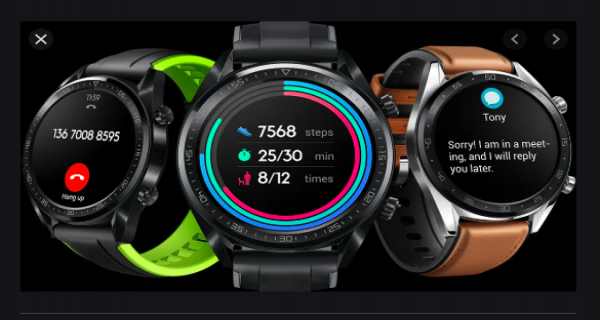 11:59
136 7008 8595
Hang up
7568 steps
25/30 min
8/12 times
Tony
Sorry! I am in a meet-
ing, and I will reply
you later.